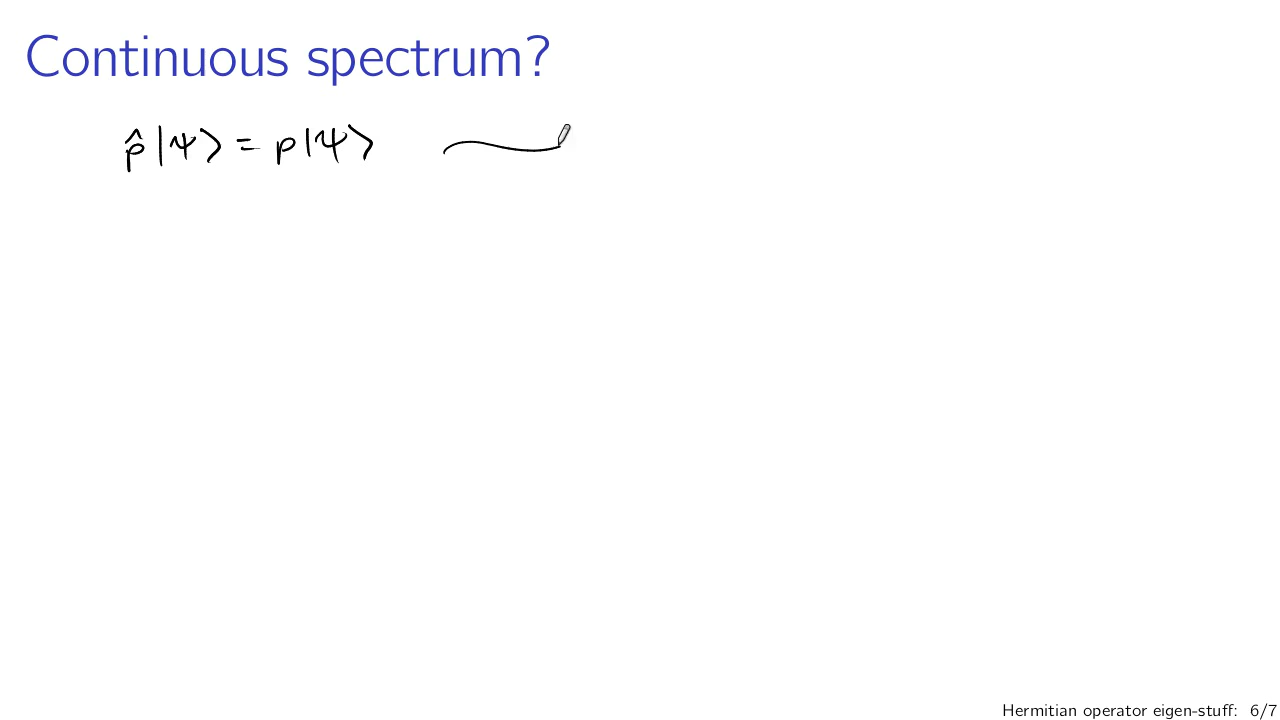 Continuous spectrum?
p̂|ψ⟩ = p|ψ⟩
Hermitian operator eigen-stuff: 6/7